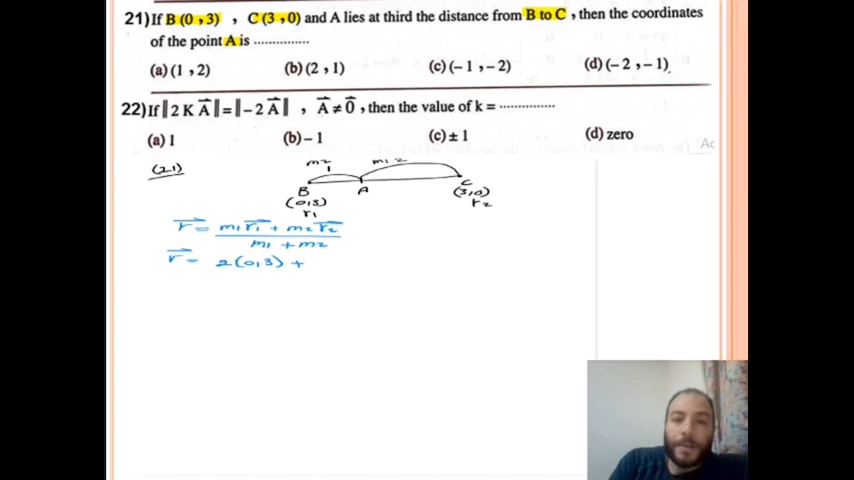 21) If B (0 , 3) , C (3 , 0) and A lies at third the distance from B to C , then the coordinates
of the point A is ..............
(a) (1 , 2) (b) (2 , 1) (c) (– 1 , – 2) (d) (– 2 , – 1)
22) If ‖2 K A⃗‖ = ‖– 2 A⃗‖ , A⃗ ≠ 0⃗ , then the value of k = ..............
(a) 1 (b) – 1 (c) ± 1 (d) zero
(21)
m2 m1
1 2
B A C
(0,3) (3,0)
r1 r2
r⃗ = m1 r1⃗ + m2 r2⃗
m1 + m2
r⃗ = 2(0,3) +